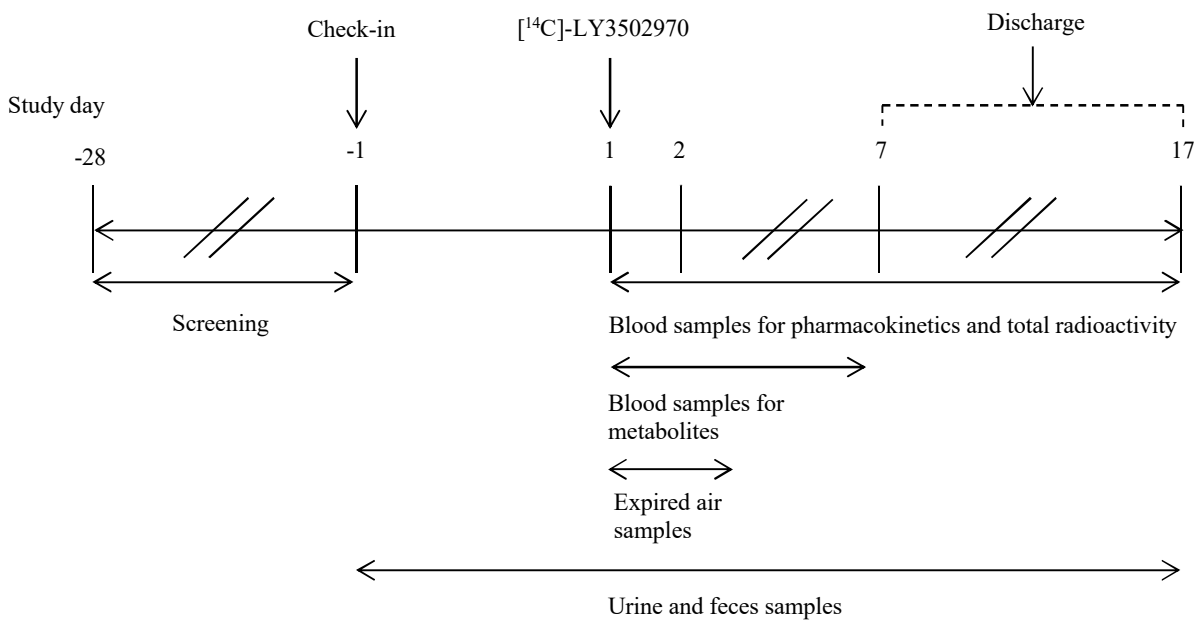 Check-in
[¹⁴C]-LY3502970
Discharge
Study day
-28
-1
1
2
7
17
Screening
Blood samples for pharmacokinetics and total radioactivity
Blood samples for
metabolites
Expired air
samples
Urine and feces samples